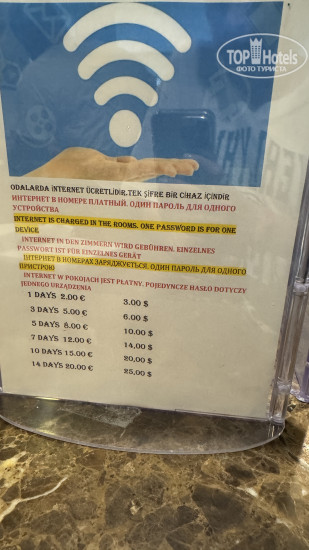 TOPHotels
ФОТО ТУРИСТА
ODALARDA İNTERNET ÜCRETLİDIR.TEK ŞİFRE BİR CİHAZ İÇİNDİR
ИНТЕРНЕТ В НОМЕРЕ ПЛАТНЫЙ. ОДИН ПАРОЛЬ ДЛЯ ОДНОГО
УСТРОЙСТВА
INTERNET IS CHARGED IN THE ROOMS. ONE PASSWORD IS FOR ONE
DEVICE
INTERNET IN DEN ZIMMERN WIRD GEBÜHREN. EINZELNES
PASSWORT IST FÜR EINZELNES GERÄT
ІНТЕРНЕТ В НОМЕРАХ ЗАРЯДЖУЄТЬСЯ. ОДИН ПАРОЛЬ ДЛЯ ОДНОГО
ПРИСТРОЮ
INTERNET W POKOJACH JEST PŁATNY. POJEDYNCZE HASŁO DOTYCZY
JEDNEGO URZĄDZENIA
1 DAYS 2.00 € 3.00 $
3 DAYS 5.00 € 6.00 $
5 DAYS 8.00 € 10.00 $
7 DAYS 12.00 € 14,00 $
10 DAYS 15.00 € 20,00 $
14 DAYS 20.00 € 25.00 $